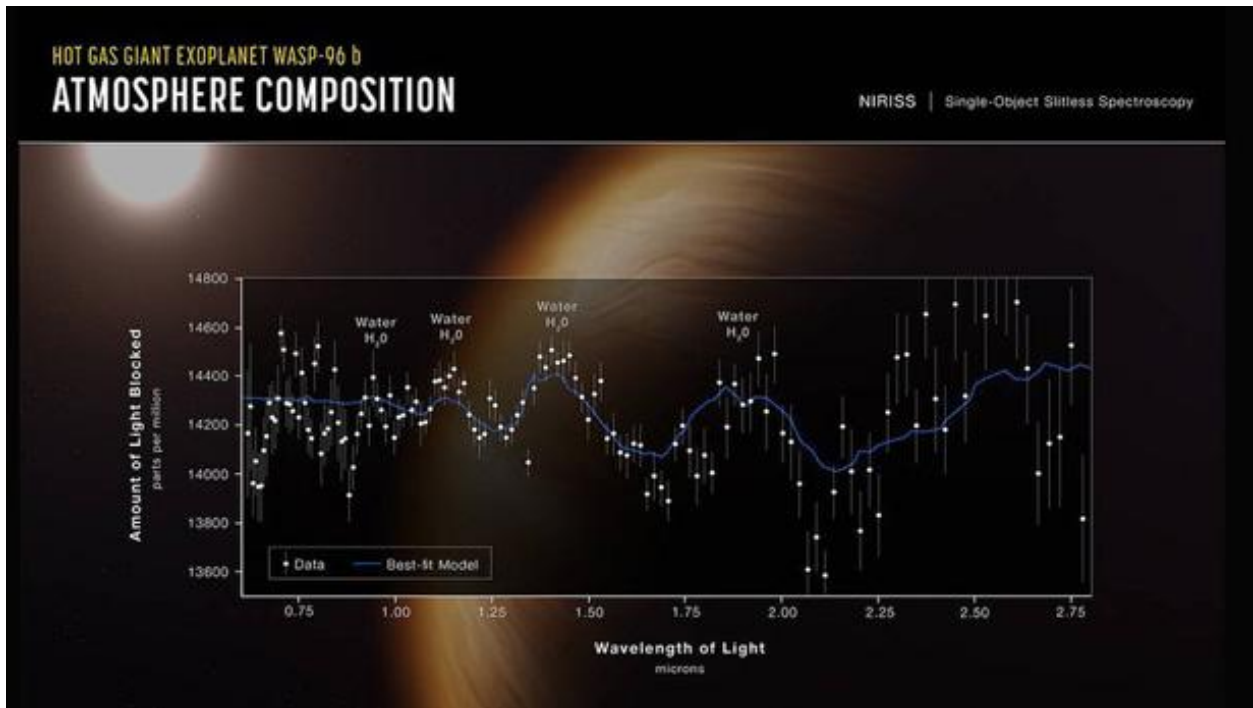 HOT GAS GIANT EXOPLANET WASP-96 b
ATMOSPHERE COMPOSITION
NIRISS | Single-Object Slitless Spectroscopy
Amount of Light Blocked
parts per million
14800
14600
14400
14200
14000
13800
13600
Water
H₂O
Water
H₂O
Water
H₂O
Water
H₂O
Data
Best-fit Model
0.75 1.00 1.25 1.50 1.75 2.00 2.25 2.50 2.75
Wavelength of Light
microns